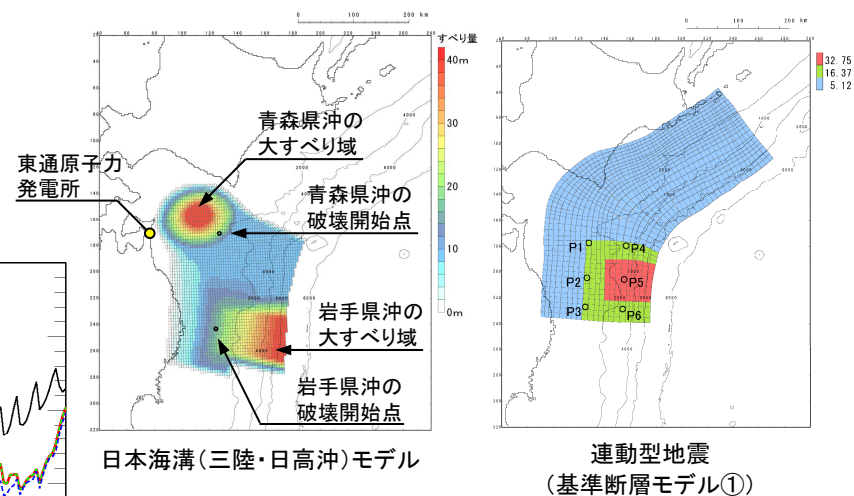 0 100 200 km
0 100 200 km
すべり量
40m
30
20
10
0m
32.75
16.37
5.12
青森県沖の
大すべり域
東通原子力
発電所
青森県沖の
破壊開始点
岩手県沖の
大すべり域
岩手県沖の
破壊開始点
P1
P4
P2
P5
P3
P6
日本海溝(三陸・日高沖)モデル
連動型地震
(基準断層モデル①)